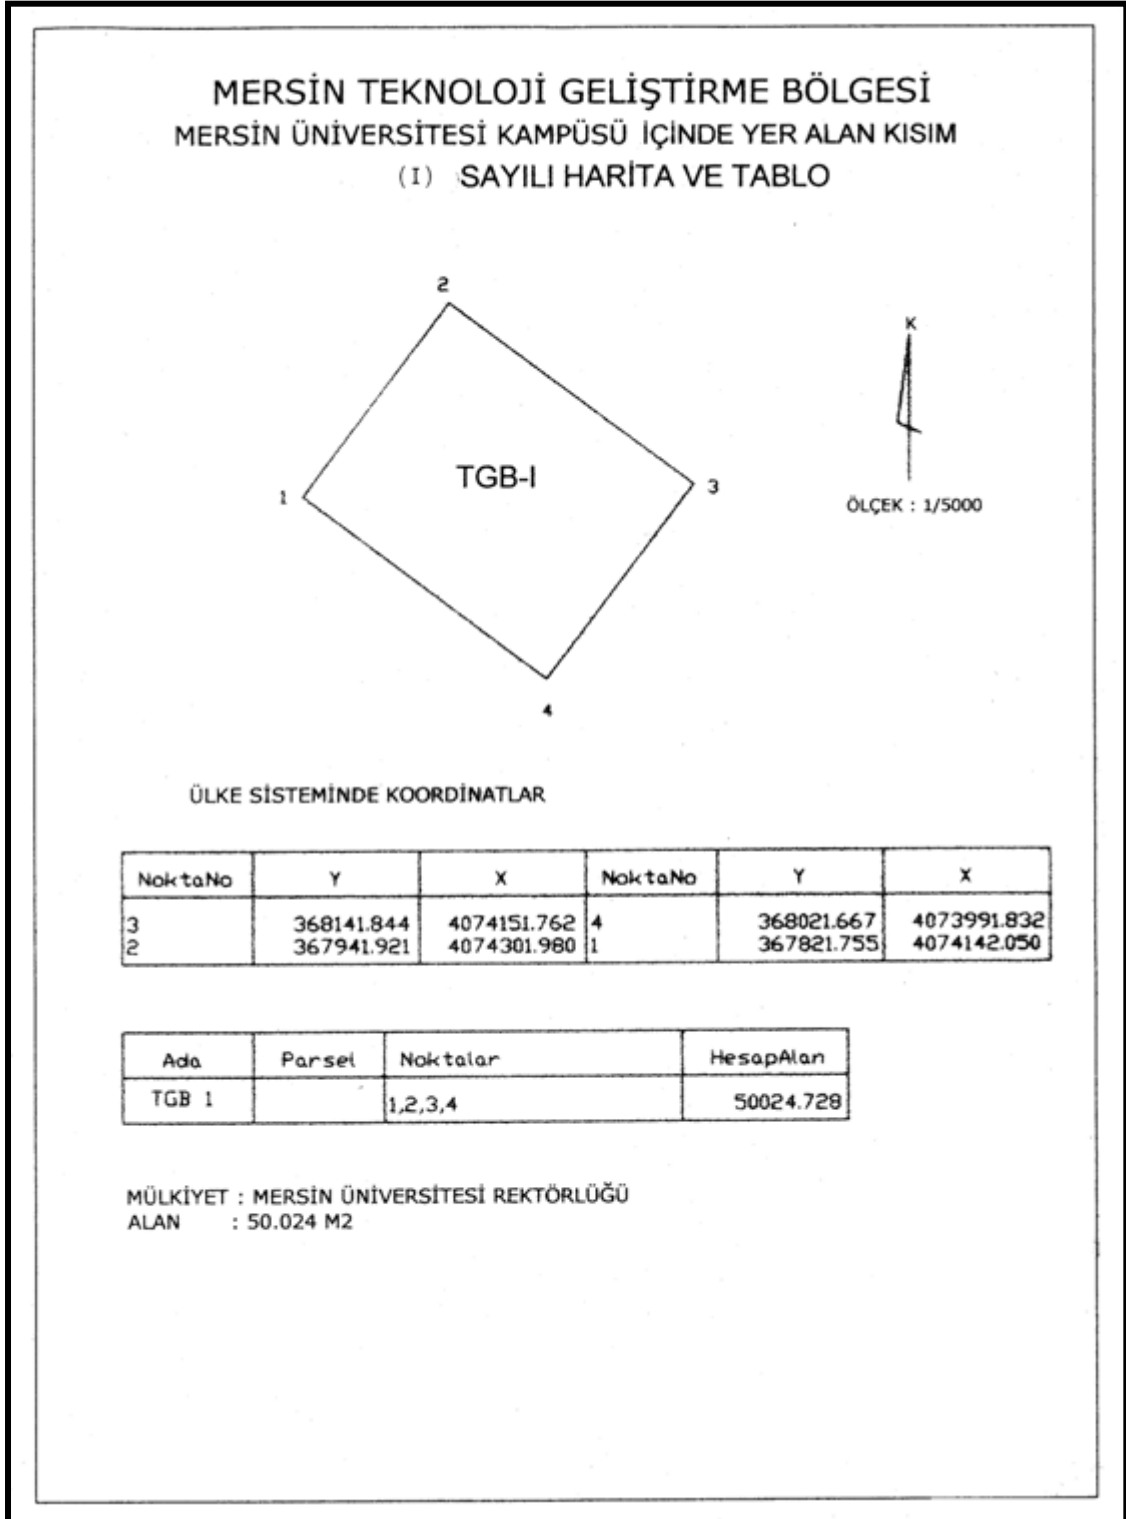 MERSİN TEKNOLOJİ GELİŞTİRME BÖLGESİ
MERSİN ÜNİVERSİTESİ KAMPÜSÜ İÇİNDE YER ALAN KISIM
(I) SAYILI HARİTA VE TABLO
2
K
TGB-I
1
3
ÖLÇEK : 1/5000
4
ÜLKE SİSTEMİNDE KOORDİNATLAR
NoktaNo Y X NoktaNo Y X
3 368141.844 4074151.762 4 368021.667 4073991.832
2 367941.921 4074301.980 1 367821.755 4074142.050
Ada Parsel Noktalar HesapAlan
TGB 1 1,2,3,4 50024.728
MÜLKİYET : MERSİN ÜNİVERSİTESİ REKTÖRLÜĞÜ
ALAN : 50.024 M2